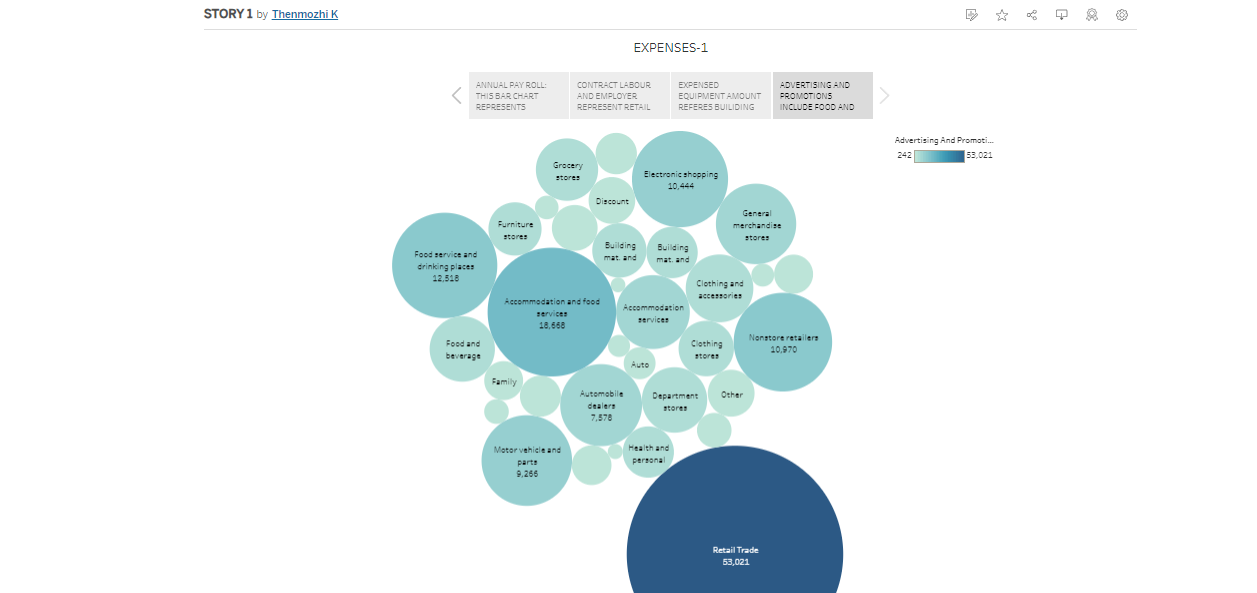 STORY 1 by Thenmozhi K
EXPENSES-1
ANNUAL PAY ROLL:
THIS BAR CHART
REPRESENTS
CONTRACT LABOUR
AND EMPLOYER
REPRESENT RETAIL
EXPENSED
EQUIPMENT AMOUNT
REFERES BUILDING
ADVERTISING AND
PROMOTIONS
INCLUDE FOOD AND
Advertising And Promoti...
242 53,021
Grocery
stores
Electronic shopping
10,444
Discount
General
merchandise
stores
Furniture
stores
Building
mat. and
Building
mat. and
Food service and
drinking places
12,518
Clothing and
accessories
Accommodation and food
services
18,668
Accommodation
services
Nonstore retailers
10,970
Food and
beverage
Clothing
stores
Auto
Family
Automobile
dealers
7,578
Department
stores
Other
Motor vehicle and
parts
9,266
Health and
personal
Retail Trade
53,021